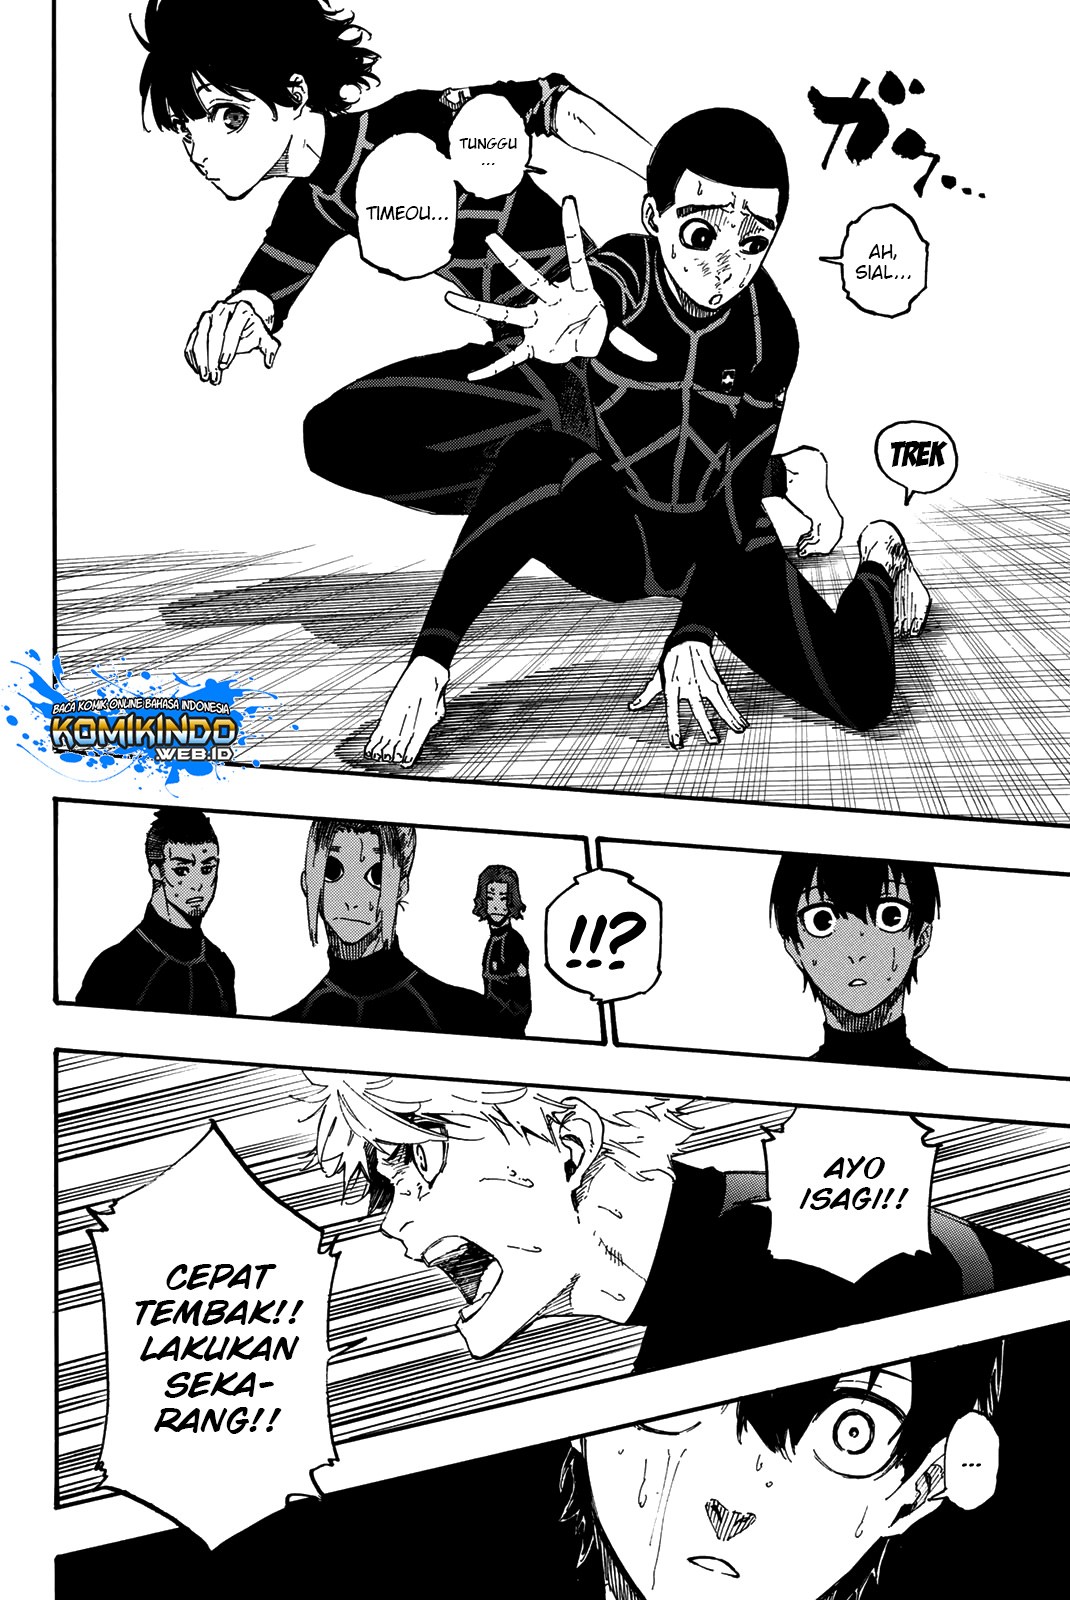 ガク…
AH,
SIAL...
TUNGGU
...
TIMEOU...
TREK
BACA KOMIK ONLINE BAHASA INDONESIA
KOMIKINDO
WEB.ID
!!?
AYO
ISAGI!!
CEPAT
TEMBAK!!
LAKUKAN
SEKA-
RANG!!
...